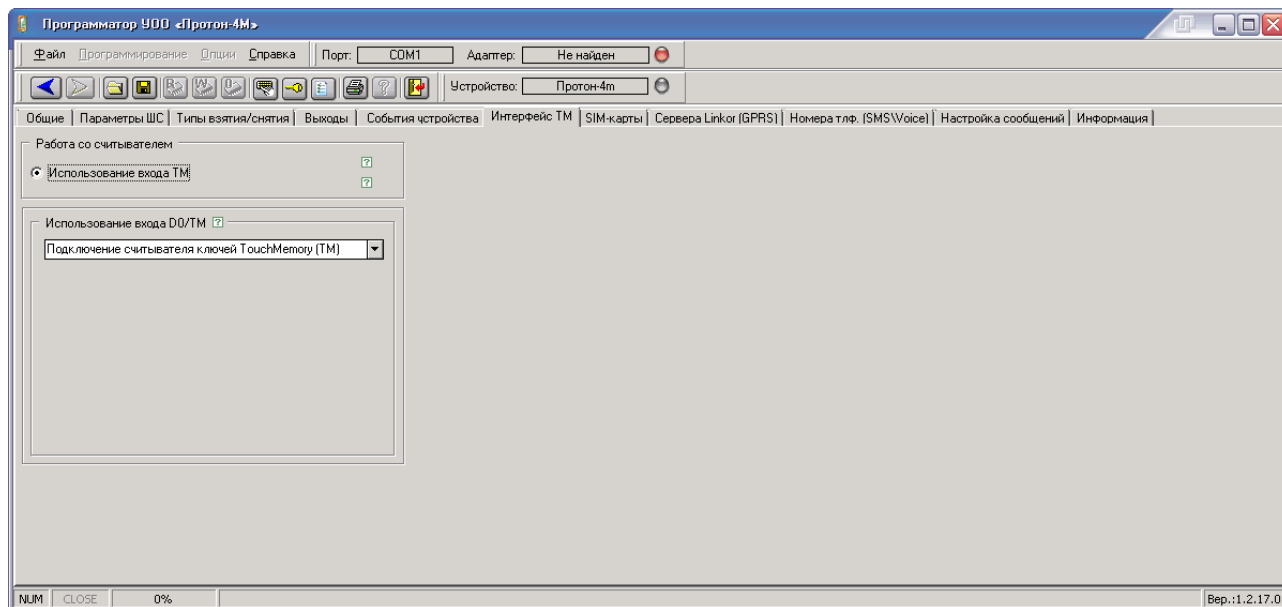 Программатор УОО «Протон-4М»
Файл Программирование Опции Справка Порт: COM1 Адаптер: Не найден
Устройство: Протон-4m
Общие Параметры ШС Типы взятия/снятия Выходы События устройства Интерфейс ТМ SIM-карты Сервера Linkor (GPRS) Номера тлф. (SMS\Voice) Настройка сообщений Информация
Работа со считывателем
?
Использование входа ТМ
?
Использование входа D0/TM ?
Подключение считывателя ключей TouchMemory (TM)
NUM CLOSE 0% Вер.:1.2.17.0